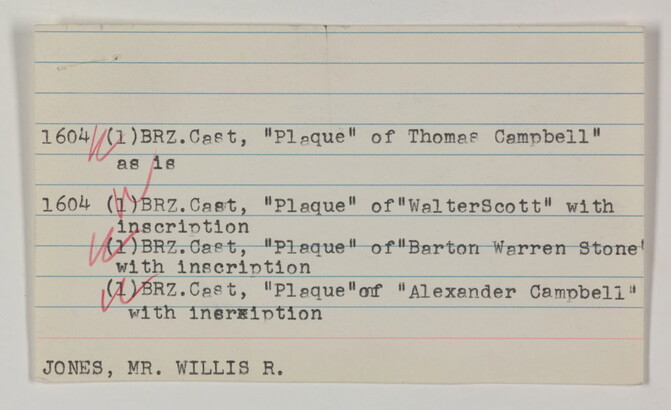 1604 (1)BRZ.Cast, "Plaque" of Thomas Campbell"
as is
1604 (1)BRZ.Cast, "Plaque" of"WalterScott" with
inscription
(1)BRZ.Cast, "Plaque" of"Barton Warren Stone"
with inscription
(1)BRZ.Cast, "Plaque"of "Alexander Campbell"
with inscription
JONES, MR. WILLIS R.